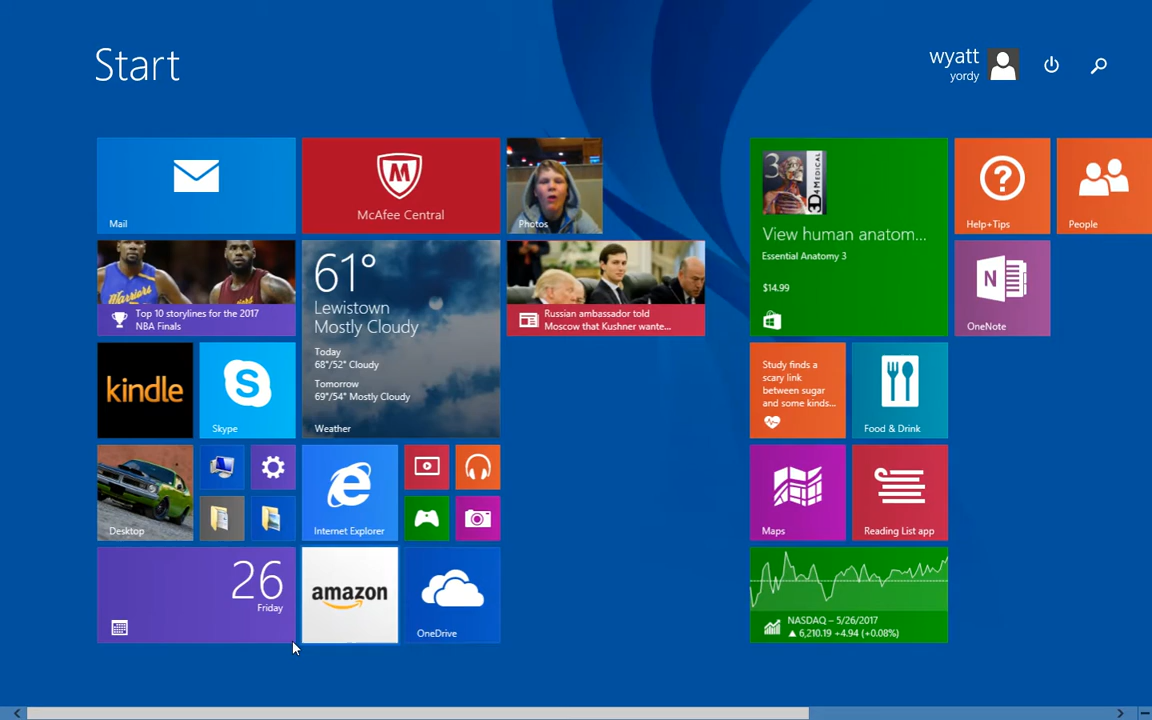 Start
wyatt
yordy
Mail
McAfee Central
Photos
3
3D4MEDICAL
View human anatom...
Essential Anatomy 3
$14.99
Help+Tips
People
WARRIORS
Top 10 storylines for the 2017
NBA Finals
61°
Lewistown
Mostly Cloudy
Today
68°/52° Cloudy
Tomorrow
69°/54° Mostly Cloudy
Weather
Russian ambassador told
Moscow that Kushner wante...
N
OneNote
kindle
S
Skype
Study finds a
scary link
between sugar
and some kinds...
Food & Drink
Desktop
Internet Explorer
Maps
Reading List app
26
Friday
amazon
OneDrive
NASDAQ – 5/26/2017
▲ 6,210.19 +4.94 (+0.08%)